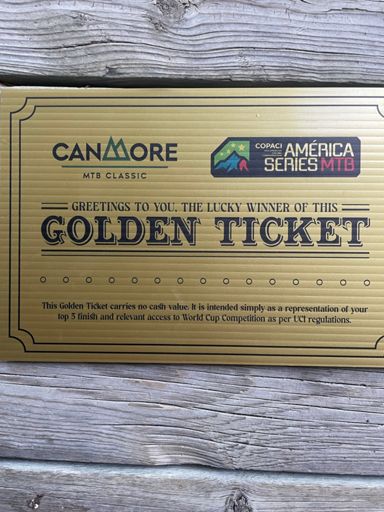 CANMORE
MTB CLASSIC
COPACI
AMÉRICA
SERIES MTB
GREETINGS TO YOU, THE LUCKY WINNER OF THIS
GOLDEN TICKET
This Golden Ticket carries no cash value. It is intended simply as a representation of your
top 5 finish and relevant access to World Cup Competition as per UCI regulations.